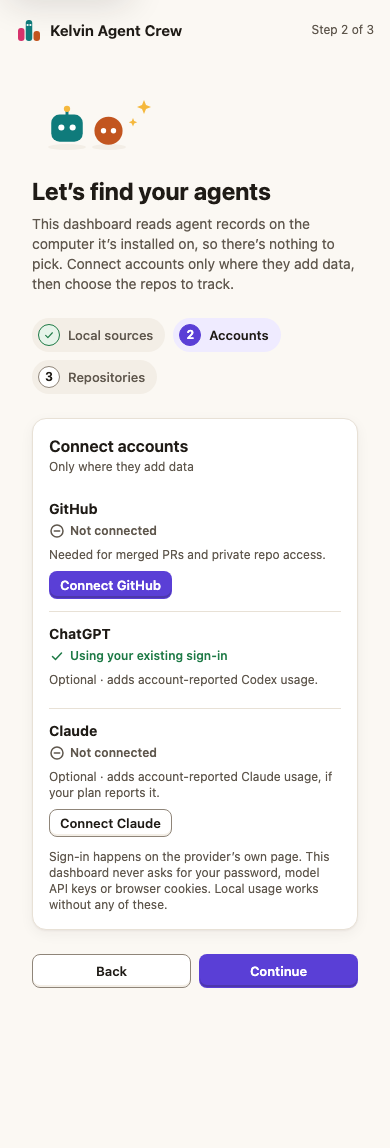 Kelvin Agent Crew
Step 2 of 3
Let’s find your agents
This dashboard reads agent records on the
computer it’s installed on, so there’s nothing to
pick. Connect accounts only where they add data,
then choose the repos to track.
Local sources
2 Accounts
3 Repositories
Connect accounts
Only where they add data
GitHub
Not connected
Needed for merged PRs and private repo access.
Connect GitHub
ChatGPT
Using your existing sign-in
Optional · adds account-reported Codex usage.
Claude
Not connected
Optional · adds account-reported Claude usage, if
your plan reports it.
Connect Claude
Sign-in happens on the provider’s own page. This
dashboard never asks for your password, model
API keys or browser cookies. Local usage works
without any of these.
Back
Continue